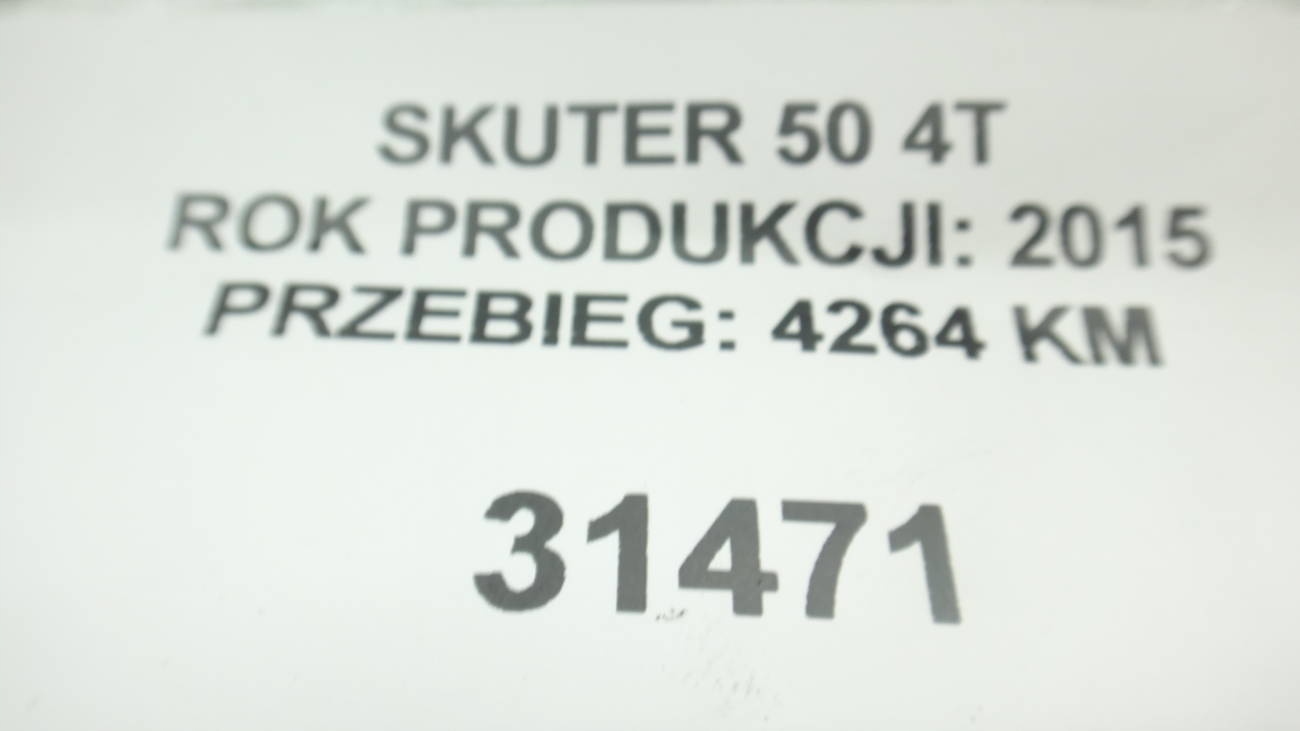 SKUTER 50 4T
ROK PRODUKCJI: 2015
PRZEBIEG: 4264 KM
31471